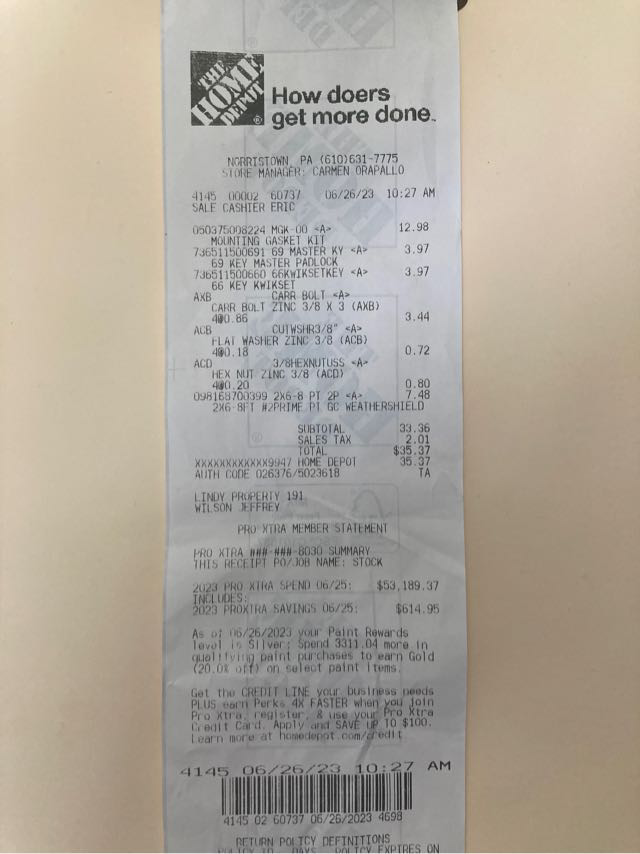 THE
HOME
DEPOT
®
How doers
get more done.
NORRISTOWN, PA (610)631-7775
STORE MANAGER: CARMEN ORAPALLO
4145 00002 60737 06/26/23 10:27 AM
SALE CASHIER ERIC
050375008224 MGK-00 <A> 12.98
MOUNTING GASKET KIT
736511500691 69 MASTER KY <A> 3.97
69 KEY MASTER PADLOCK
736511500660 66KWIKSETKEY <A> 3.97
66 KEY KWIKSET
AXB CARR BOLT <A>
CARR BOLT ZINC 3/8 X 3 (AXB)
4@0.86 3.44
ACB CUTWSHR3/8" <A>
FLAT WASHER ZINC 3/8 (ACB)
4@0.18 0.72
ACD 3/8HEXNUTUSS <A>
HEX NUT ZINC 3/8 (ACD)
4@0.20 0.80
098168700399 2X6-8 PT 2P <A> 7.48
2X6-8FT #2PRIME PT GC WEATHERSHIELD
SUBTOTAL 33.36
SALES TAX 2.01
TOTAL $35.37
XXXXXXXXXXXX9947 HOME DEPOT 35.37
AUTH CODE 026376/5023618 TA
LINDY PROPERTY 191
WILSON JEFFREY
PRO XTRA MEMBER STATEMENT
PRO XTRA ###-###-8030 SUMMARY
THIS RECEIPT PO/JOB NAME: STOCK
2023 PRO XTRA SPEND 06/25: $53,189.37
INCLUDES:
2023 PROXTRA SAVINGS 06/25: $614.95
As of 06/26/2023 your Paint Rewards
level is Silver; Spend 3311.04 more in
qualifying paint purchases to earn Gold
(20.0% off) on select paint items.
Get the CREDIT LINE your business needs
PLUS earn Perks 4X FASTER when you join
Pro Xtra, register, & use your Pro Xtra
Credit Card. Apply and SAVE UP TO $100.
Learn more at homedepot.com/credit
4145 06/26/23 10:27 AM
4145 02 60737 06/26/2023 4698
RETURN POLICY DEFINITIONS
POLICY ID DAYS POLICY EXPIRES ON